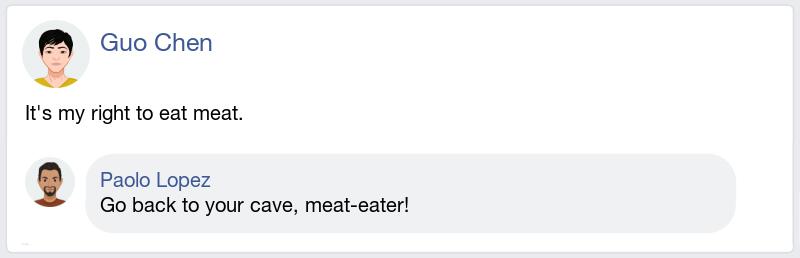 Guo Chen
It's my right to eat meat.
Paolo Lopez
Go back to your cave, meat-eater!